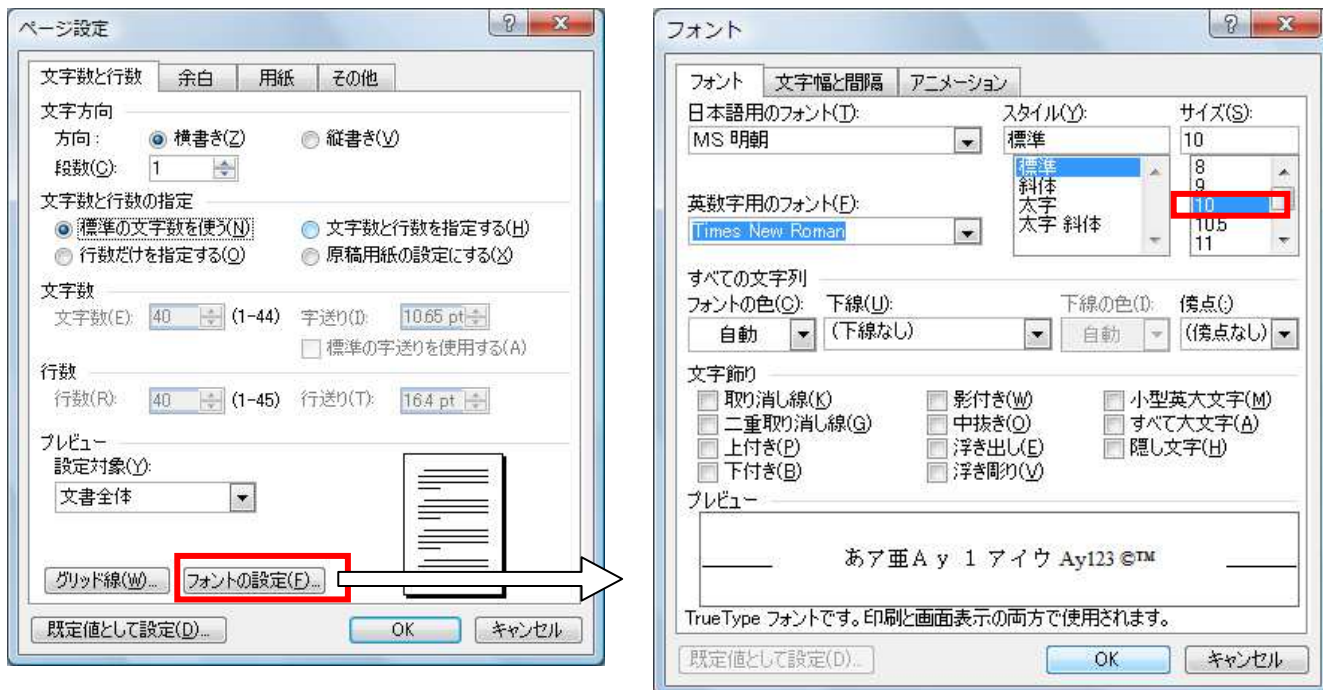 ページ設定
文字数と行数 余白 用紙 その他
文字方向
方向: 横書き(Z) 縦書き(V)
段数(C): 1
文字数と行数の指定
標準の文字数を使う(N) 文字数と行数を指定する(H)
行数だけを指定する(O) 原稿用紙の設定にする(X)
文字数
文字数(E): 40 (1-44) 字送り(I): 10.65 pt
標準の字送りを使用する(A)
行数
行数(R): 40 (1-45) 行送り(T): 16.4 pt
プレビュー
設定対象(Y):
文書全体
グリッド線(W)... フォントの設定(F)...
既定値として設定(D)... OK キャンセル
フォント
フォント 文字幅と間隔 アニメーション
日本語用のフォント(T): スタイル(Y): サイズ(S):
MS 明朝 標準 10
標準 8
斜体 9
太字 10
太字 斜体 10.5
11
英数字用のフォント(F):
Times New Roman
すべての文字列
フォントの色(C): 下線(U): 下線の色(I): 傍点(:)
自動 (下線なし) 自動 (傍点なし)
文字飾り
取り消し線(K) 影付き(W) 小型英大文字(M)
二重取り消し線(G) 中抜き(O) すべて大文字(A)
上付き(P) 浮き出し(E) 隠し文字(H)
下付き(B) 浮き彫り(V)
プレビュー
あア亜Ay 1 アイウ Ay123 ©™
TrueType フォントです。印刷と画面表示の両方で使用されます。
既定値として設定(D)... OK キャンセル